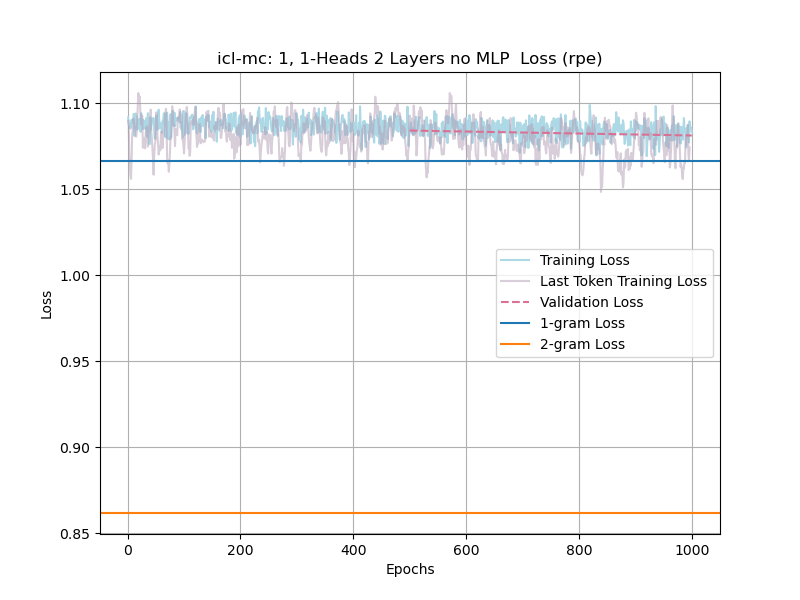 icl-mc: 1, 1-Heads 2 Layers no MLP  Loss (rpe)
1.10
1.05
1.00
0.95
0.90
0.85
Loss
Training Loss
Last Token Training Loss
Validation Loss
1-gram Loss
2-gram Loss
0 200 400 600 800 1000
Epochs